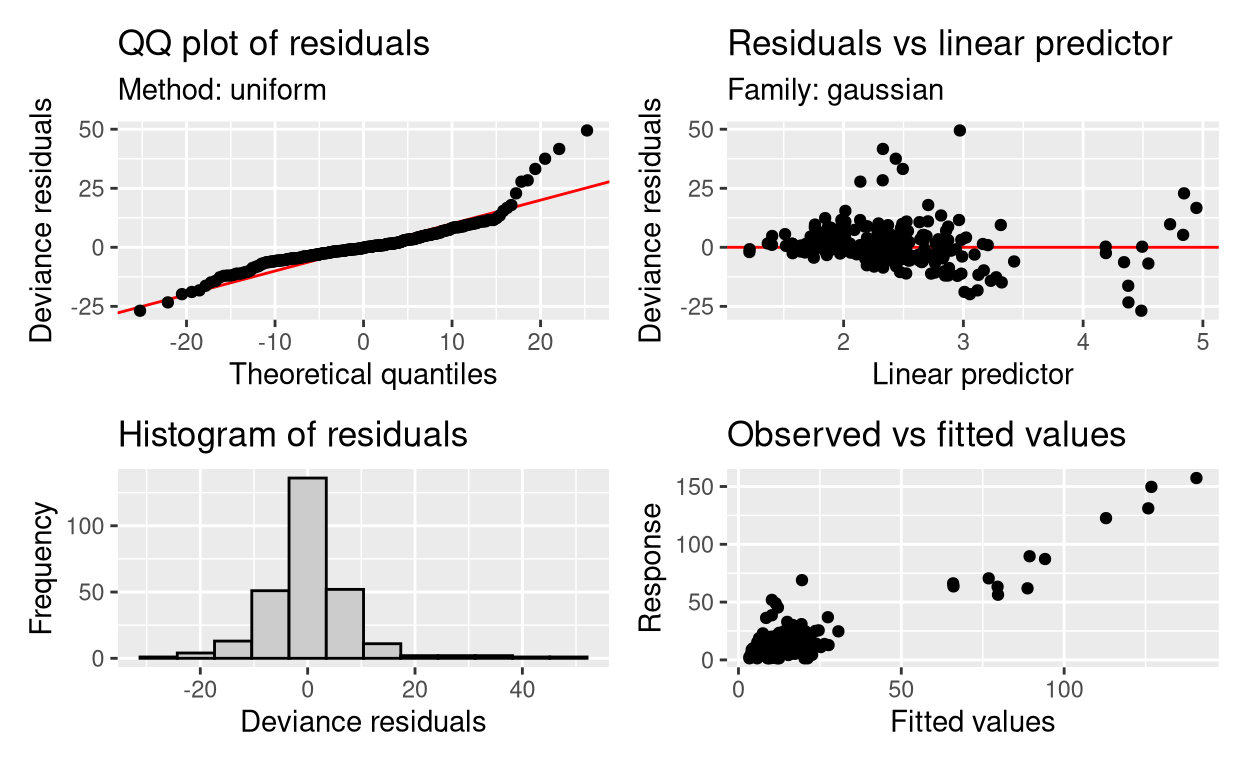 QQ plot of residuals
Method: uniform
Deviance residuals
50
25
0
-25
-20
-10
0
10
20
Theoretical quantiles
Residuals vs linear predictor
Family: gaussian
Deviance residuals
50
25
0
-25
2
3
4
5
Linear predictor
Histogram of residuals
Frequency
100
50
0
-20
0
20
40
Deviance residuals
Observed vs fitted values
Response
150
100
50
0
0
50
100
Fitted values